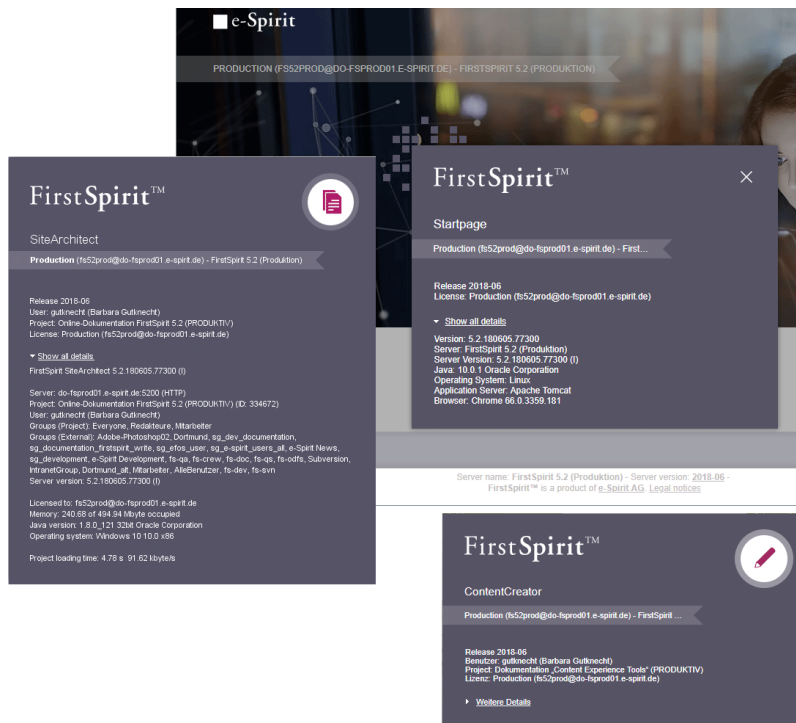 e-Spirit
PRODUCTION (FS52PROD@DO-FSPROD01.E-SPIRIT.DE) - FIRSTSPIRIT 5.2 (PRODUKTION)
FirstSpirit™
SiteArchitect
Production (fs52prod@do-fsprod01.e-spirit.de) - FirstSpirit 5.2 (Produktion)
Release 2018-06
User: gutknecht (Barbara Gutknecht)
Project: Online-Dokumentation FirstSpirit 5.2 (PRODUKTIV)
License: Production (fs52prod@do-fsprod01.e-spirit.de)
Show all details
FirstSpirit SiteArchitect 5.2.180605.77300 (I)
Server: do-fsprod01.e-spirit.de:5200 (HTTP)
Project: Online-Dokumentation FirstSpirit 5.2 (PRODUKTIV) (ID: 334672)
User: gutknecht (Barbara Gutknecht)
Groups (Project): Everyone, Redakteure, Mitarbeiter
Groups (External): Adobe-Photoshop02, Dortmund, sg_dev_documentation,
sg_documentation_firstspirit_write, sg_efos_user, sg_e-spirit_users_all, e-Spirit News,
sg_development, e-Spirit Development, fs-qa, fs-crew, fs-doc, fs-qs, fs-odfs, Subversion,
IntranetGroup, Dortmund_alt, Mitarbeiter, AlleBenutzer, fs-dev, fs-svn
Server version: 5.2.180605.77300 (I)
Licensed to: fs52prod@do-fsprod01.e-spirit.de
Memory: 240.68 of 494.94 Mbyte occupied
Java version: 1.8.0_121 32bit Oracle Corporation
Operating system: Windows 10 10.0 x86
Project loading time: 4.78 s 91.62 kbyte/s
FirstSpirit™
Startpage
Production (fs52prod@do-fsprod01.e-spirit.de) - First...
Release 2018-06
License: Production (fs52prod@do-fsprod01.e-spirit.de)
Show all details
Version: 5.2.180605.77300
Server: FirstSpirit 5.2 (Produktion)
Server Version: 5.2.180605.77300 (I)
Java: 10.0.1 Oracle Corporation
Operating System: Linux
Application Server: Apache Tomcat
Browser: Chrome 66.0.3359.181
Server name: FirstSpirit 5.2 (Produktion) - Server version: 2018-06 -
FirstSpirit™ is a product of e-Spirit AG. Legal notices
FirstSpirit™
ContentCreator
Production (fs52prod@do-fsprod01.e-spirit.de) - FirstSpirit ...
Release 2018-06
Benutzer: gutknecht (Barbara Gutknecht)
Project: Dokumentation „Content Experience Tools“ (PRODUKTIV)
Lizenz: Production (fs52prod@do-fsprod01.e-spirit.de)
Weitere Details